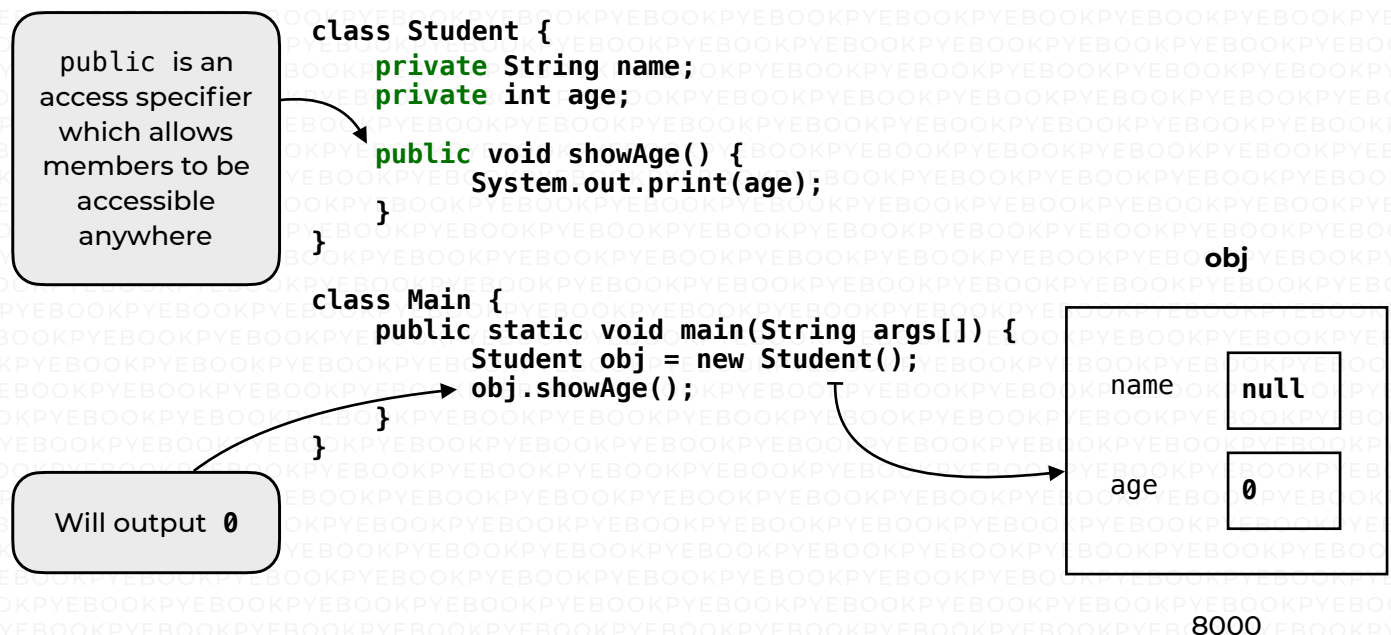 public is an
access specifier
which allows
members to be
accessible
anywhere
class Student {
private String name;
private int age;
public void showAge() {
System.out.print(age);
}
}
class Main {
public static void main(String args[]) {
Student obj = new Student();
obj.showAge();
}
}
Will output 0
obj
name null
age 0
8000